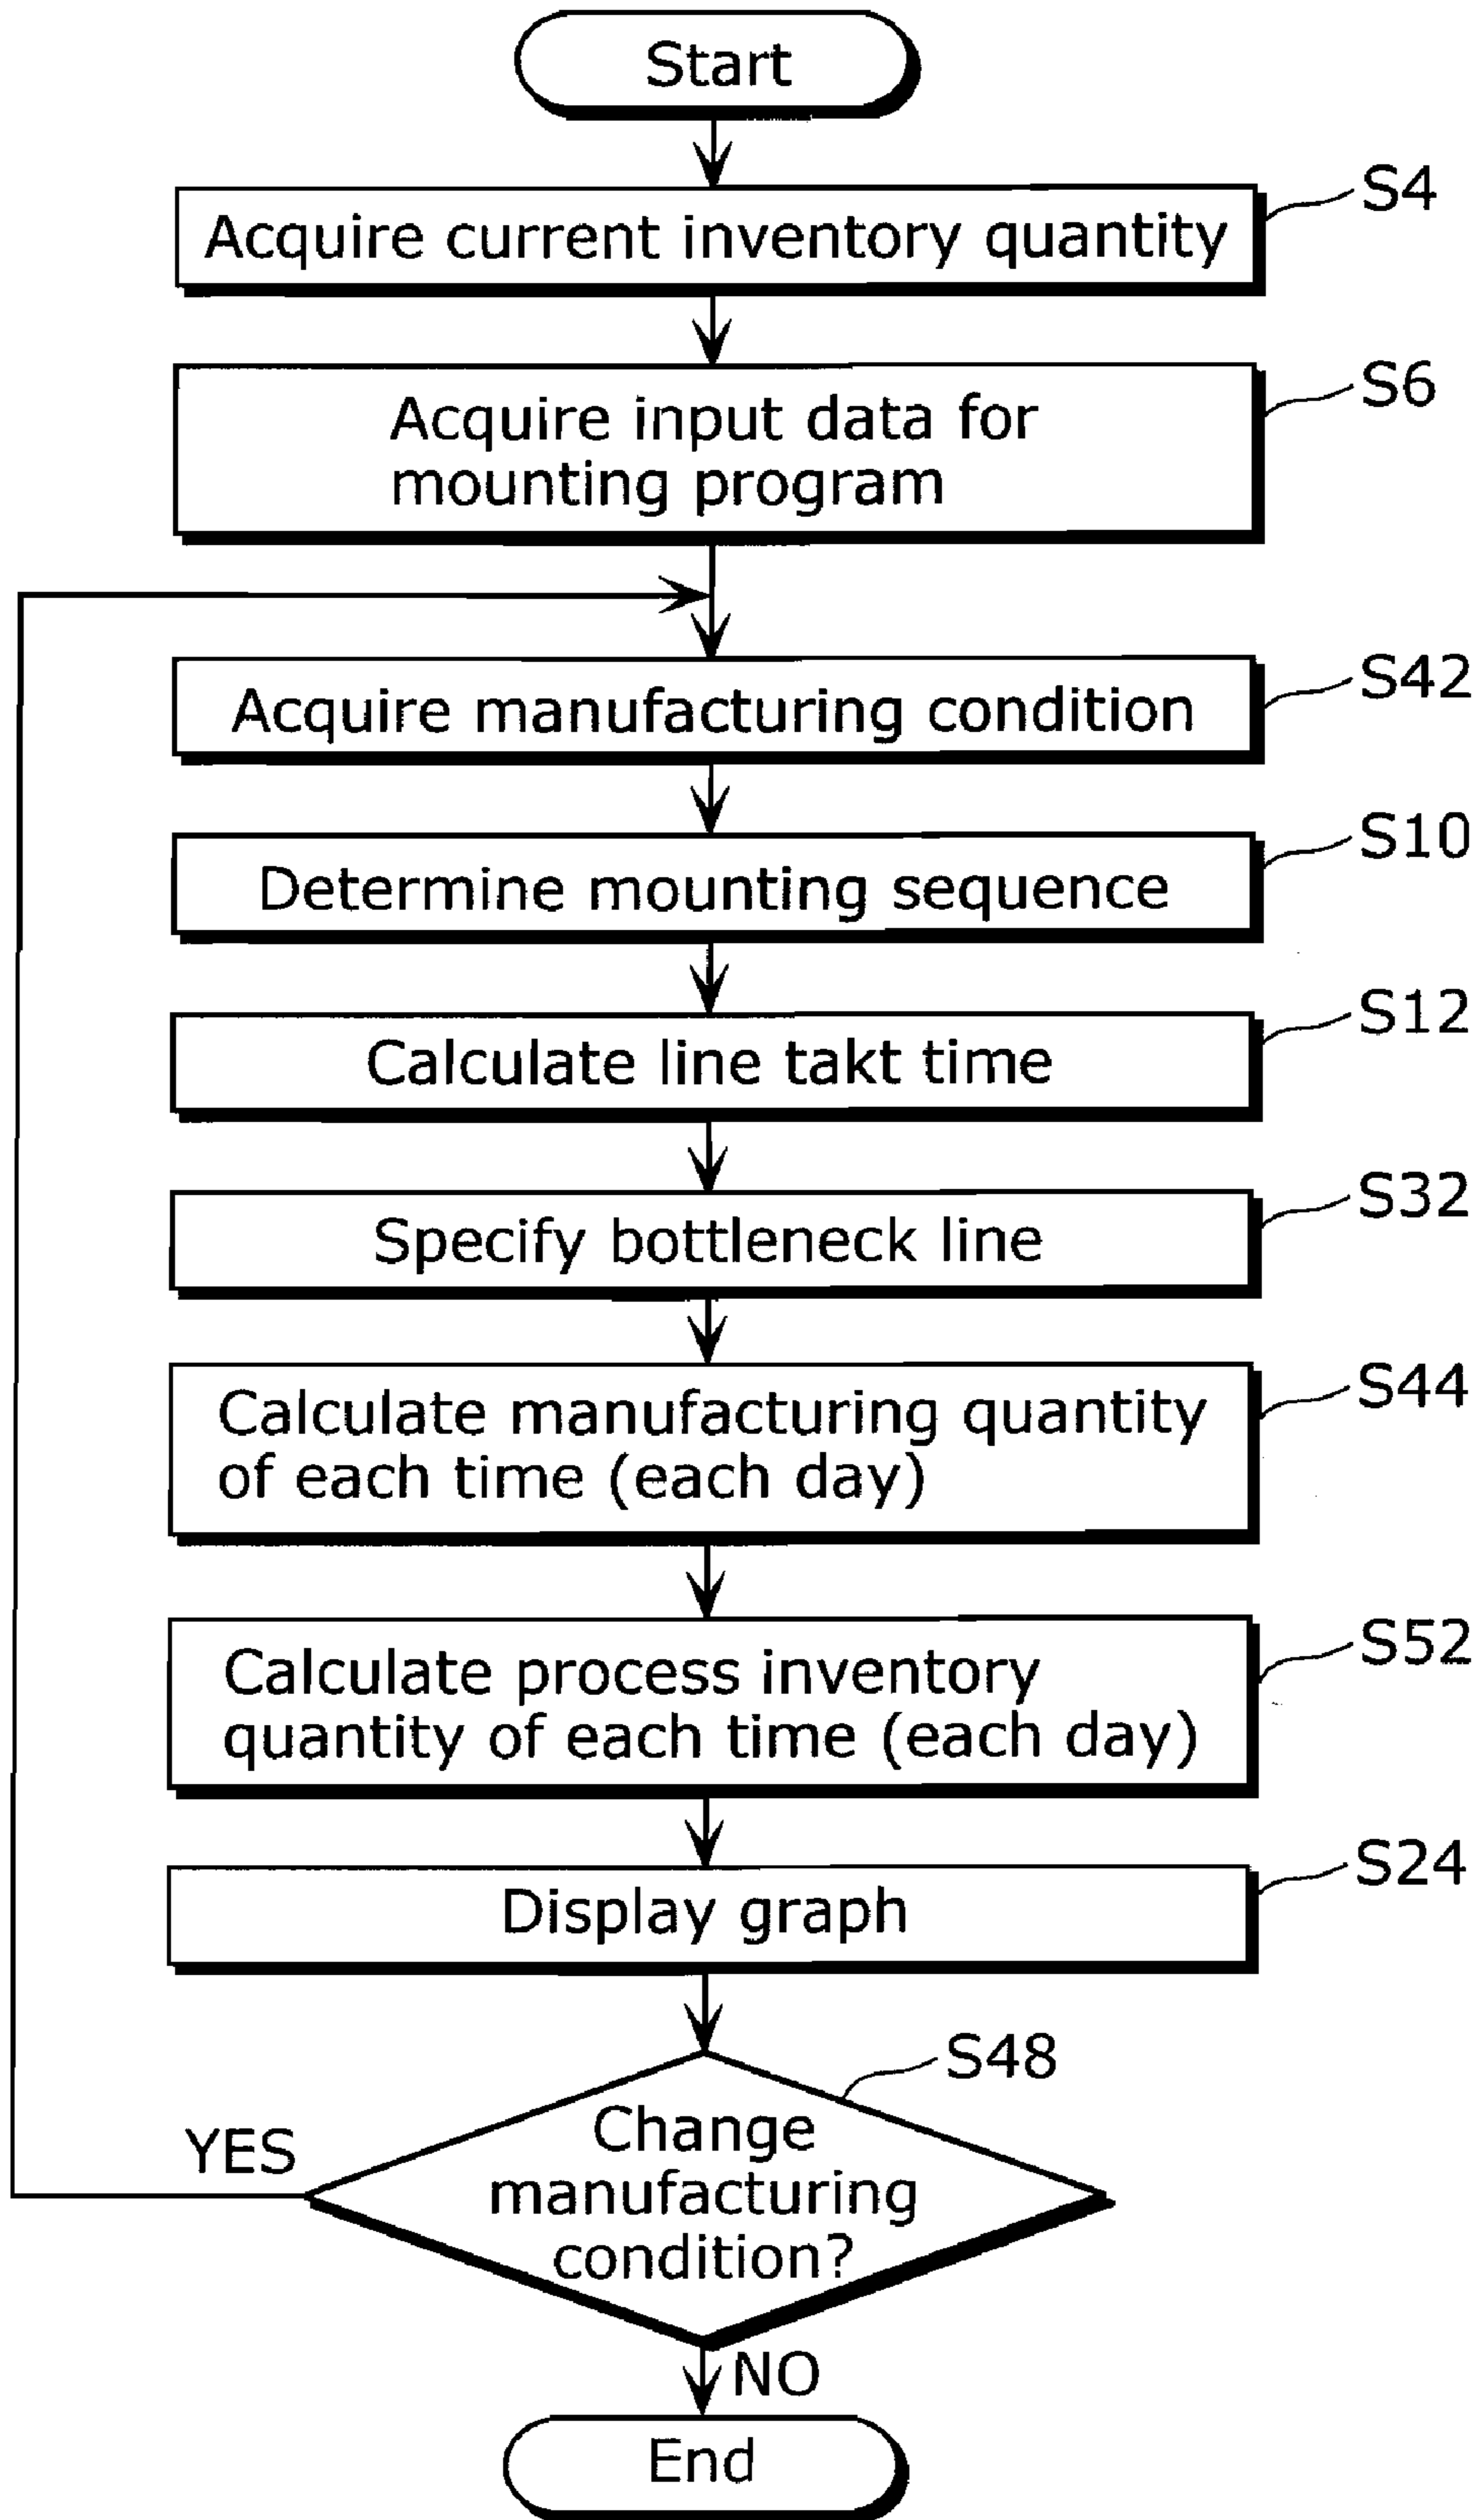 Start
S4
Acquire current inventory quantity
S6
Acquire input data for
mounting program
S42
Acquire manufacturing condition
S10
Determine mounting sequence
S12
Calculate line takt time
S32
Specify bottleneck line
S44
Calculate manufacturing quantity
of each time (each day)
S52
Calculate process inventory
quantity of each time (each day)
S24
Display graph
S48
Change
YES
manufacturing
condition?
NO
End